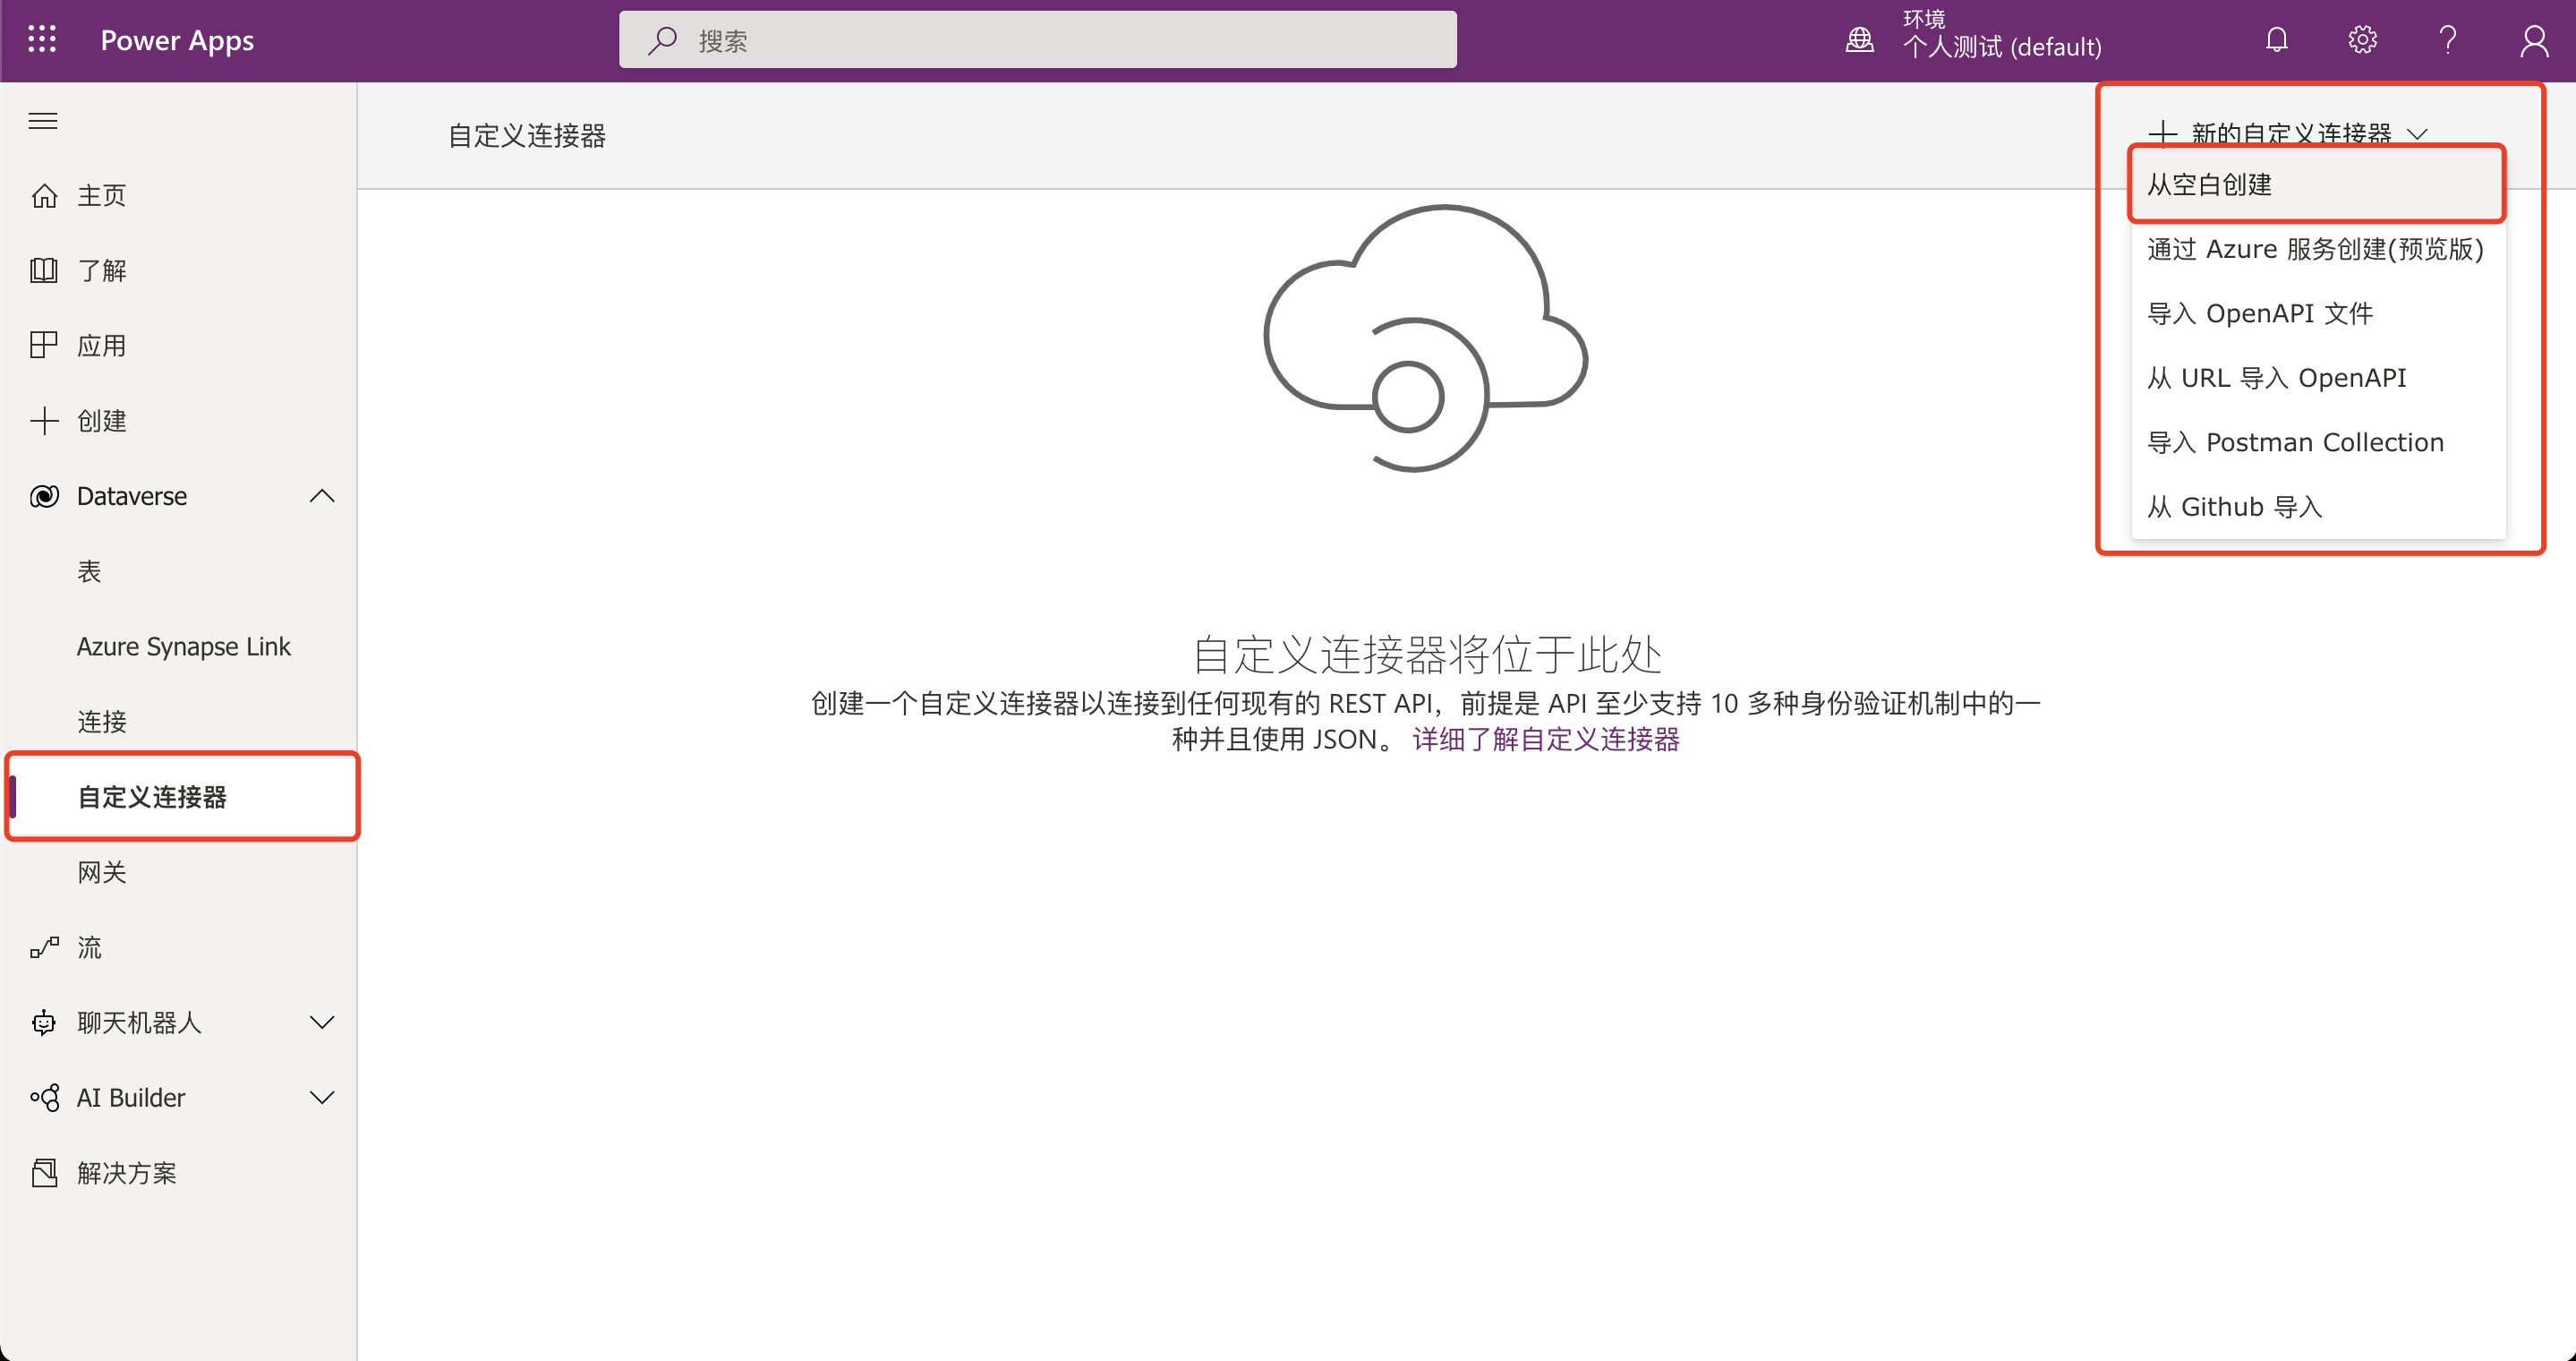 Power Apps
搜索
环境
个人测试 (default)
主页
了解
应用
创建
Dataverse
表
Azure Synapse Link
连接
自定义连接器
网关
流
聊天机器人
AI Builder
解决方案
自定义连接器
新的自定义连接器
从空白创建
通过 Azure 服务创建(预览版)
导入 OpenAPI 文件
从 URL 导入 OpenAPI
导入 Postman Collection
从 Github 导入
自定义连接器将位于此处
创建一个自定义连接器以连接到任何现有的 REST API，前提是 API 至少支持 10 多种身份验证机制中的一
种并且使用 JSON。 详细了解自定义连接器